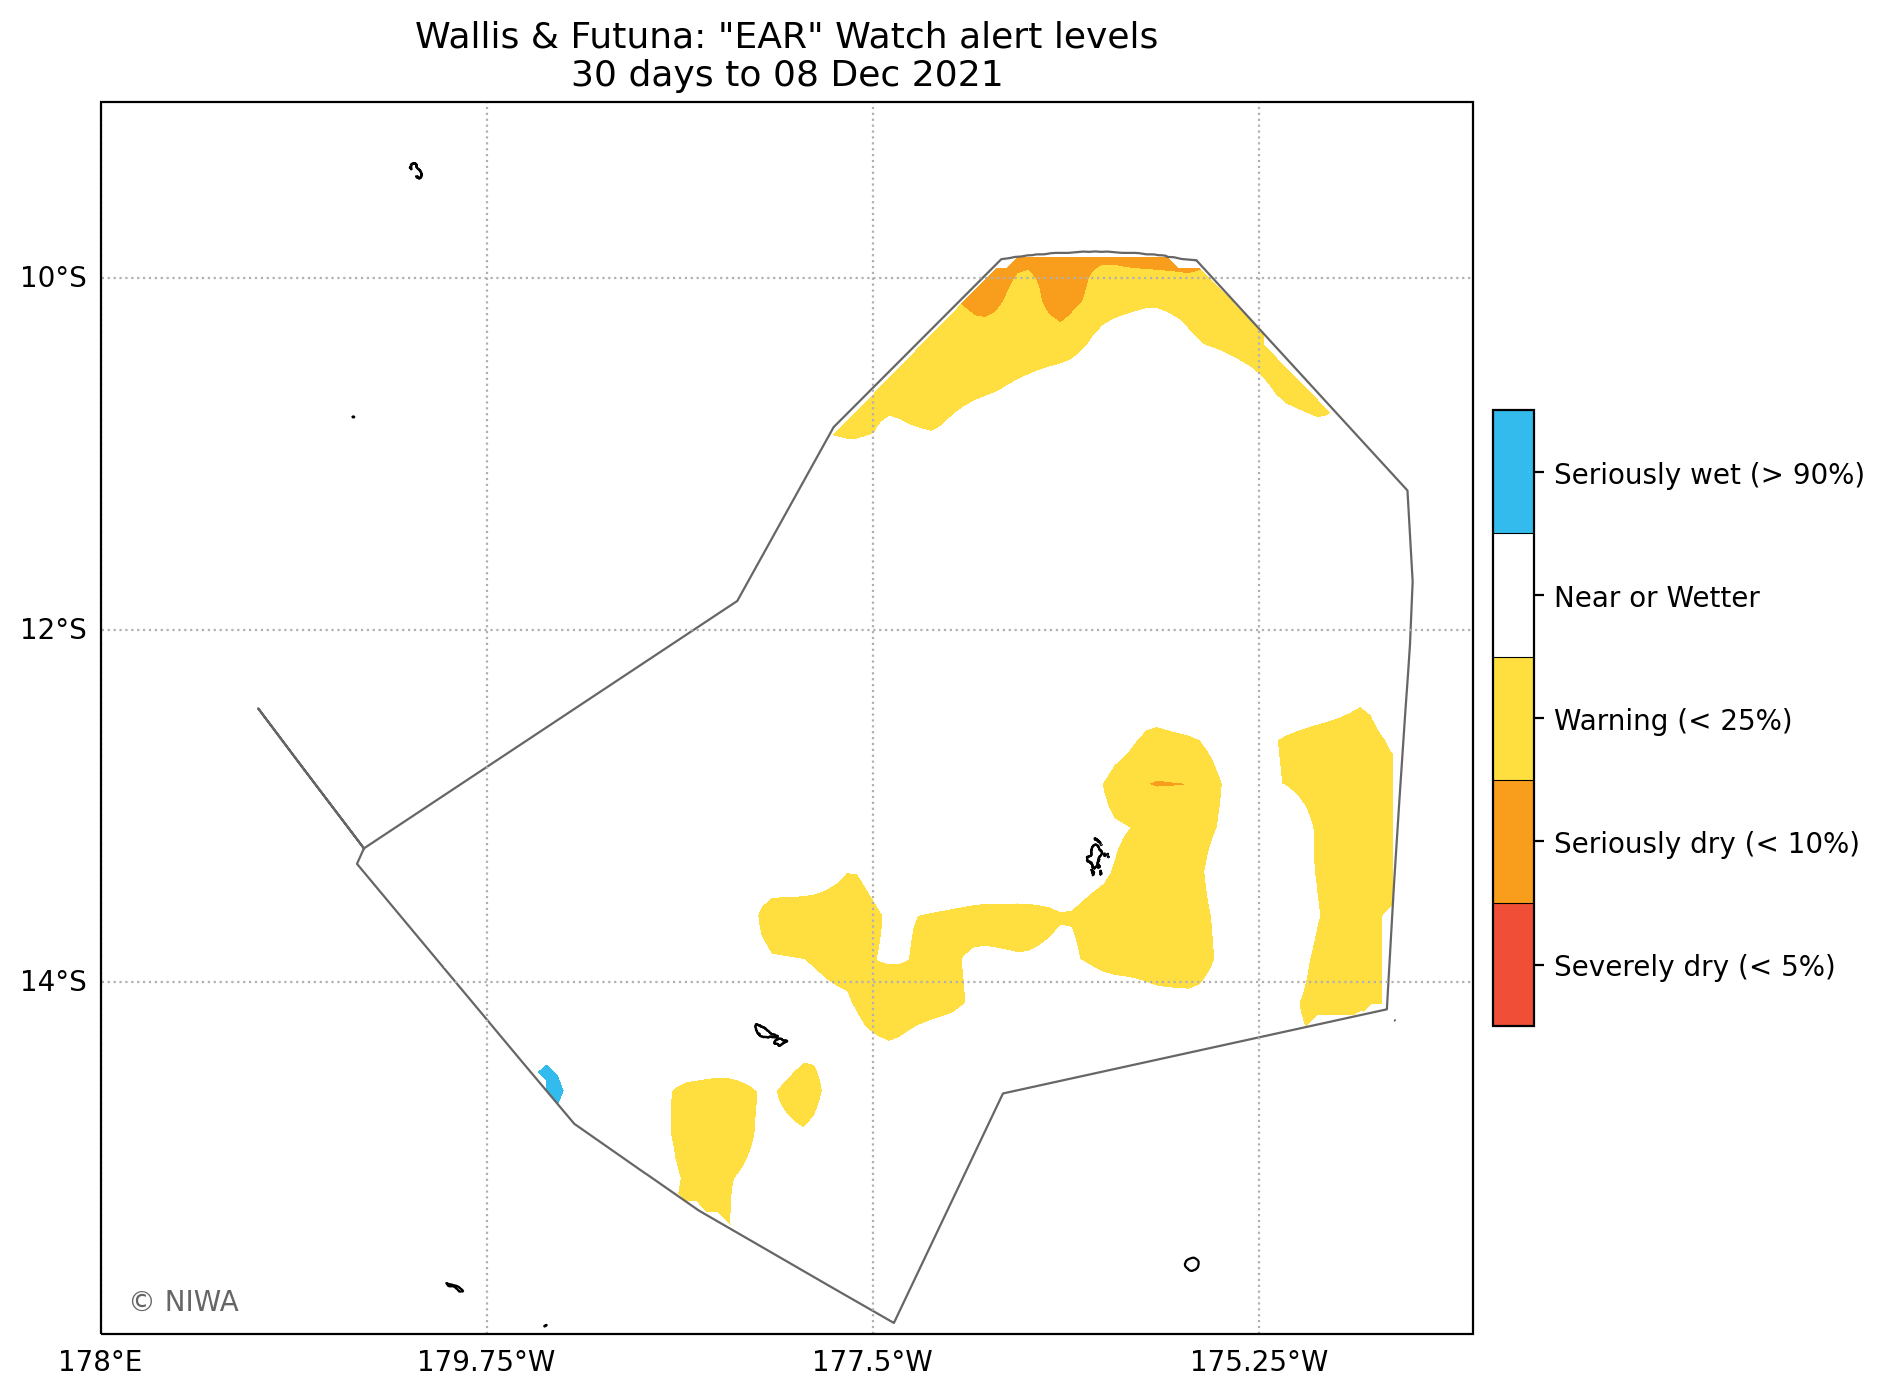 Wallis & Futuna: "EAR" Watch alert levels
30 days to 08 Dec 2021
10°S
12°S
14°S
178°E
179.75°W
177.5°W
175.25°W
© NIWA
Seriously wet (> 90%)
Near or Wetter
Warning (< 25%)
Seriously dry (< 10%)
Severely dry (< 5%)